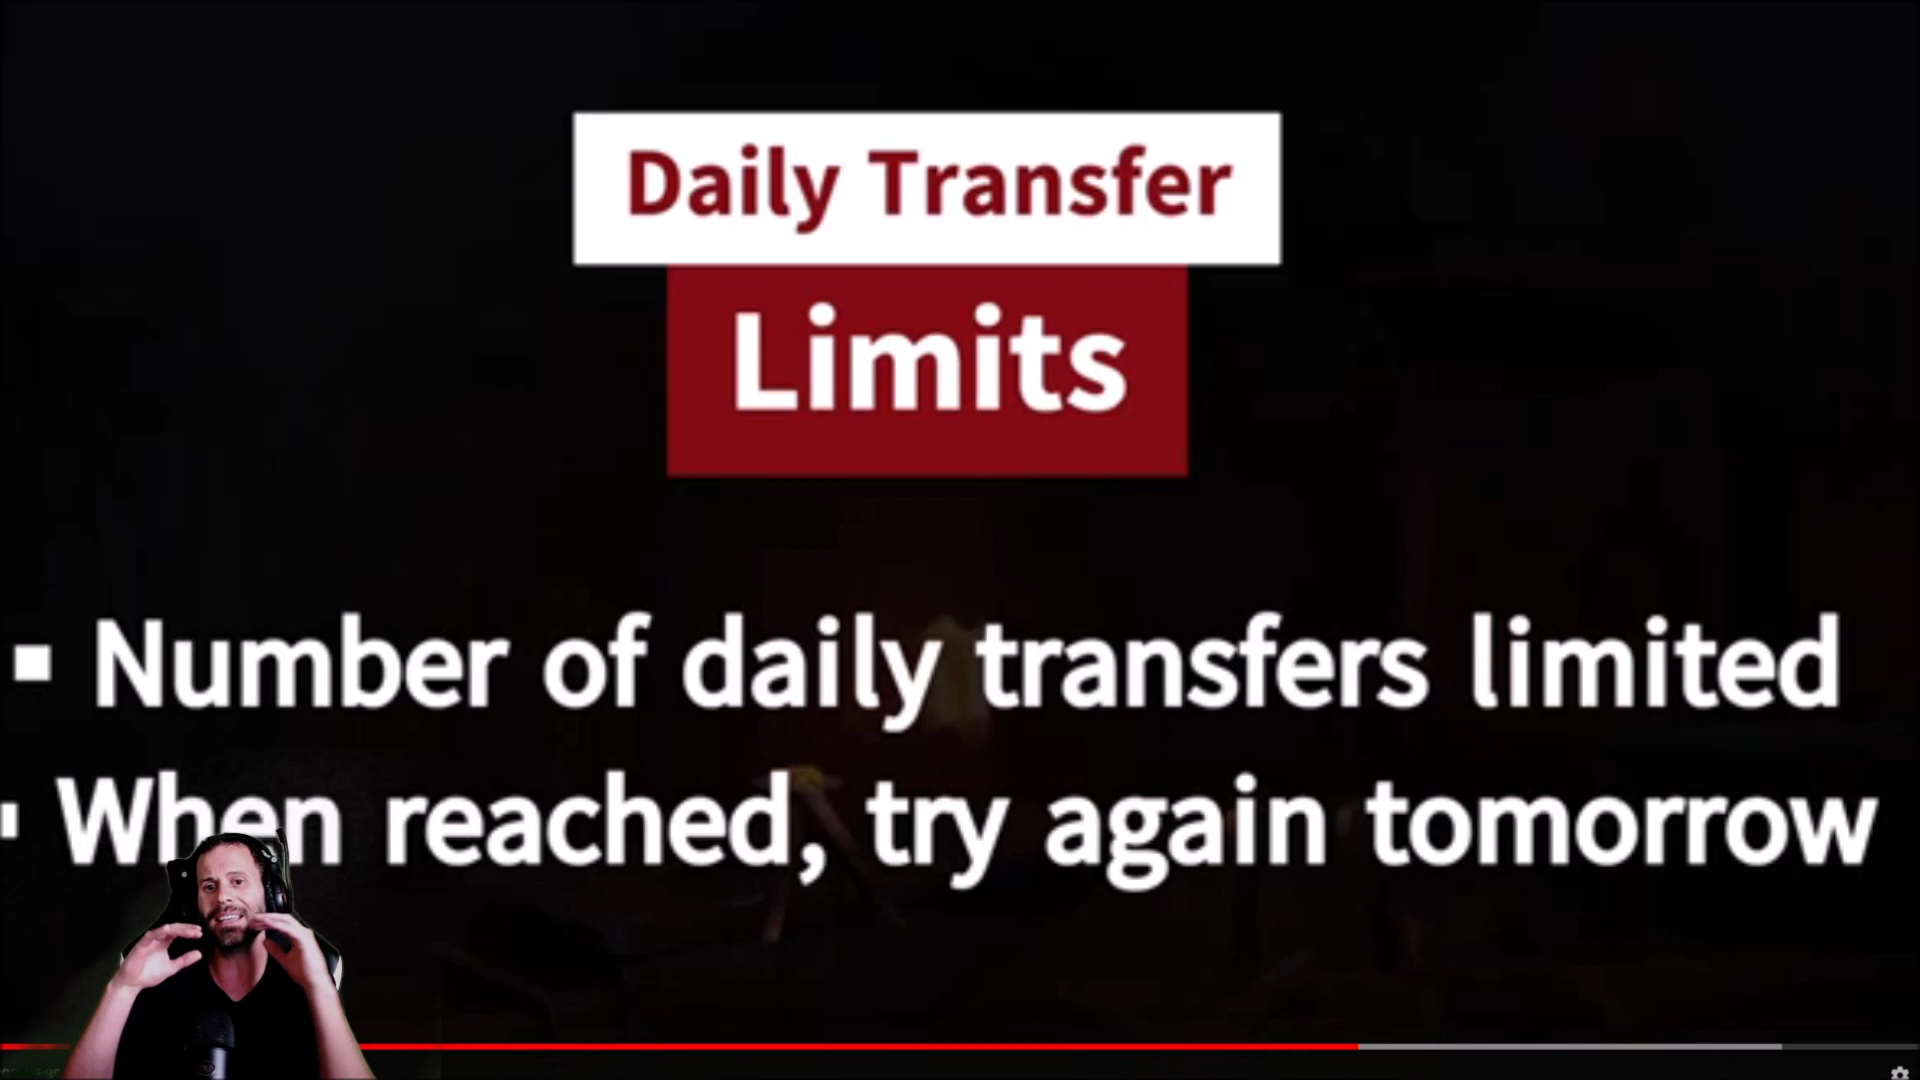 Daily Transfer
Limits
▪ Number of daily transfers limited
▪ When reached, try again tomorrow